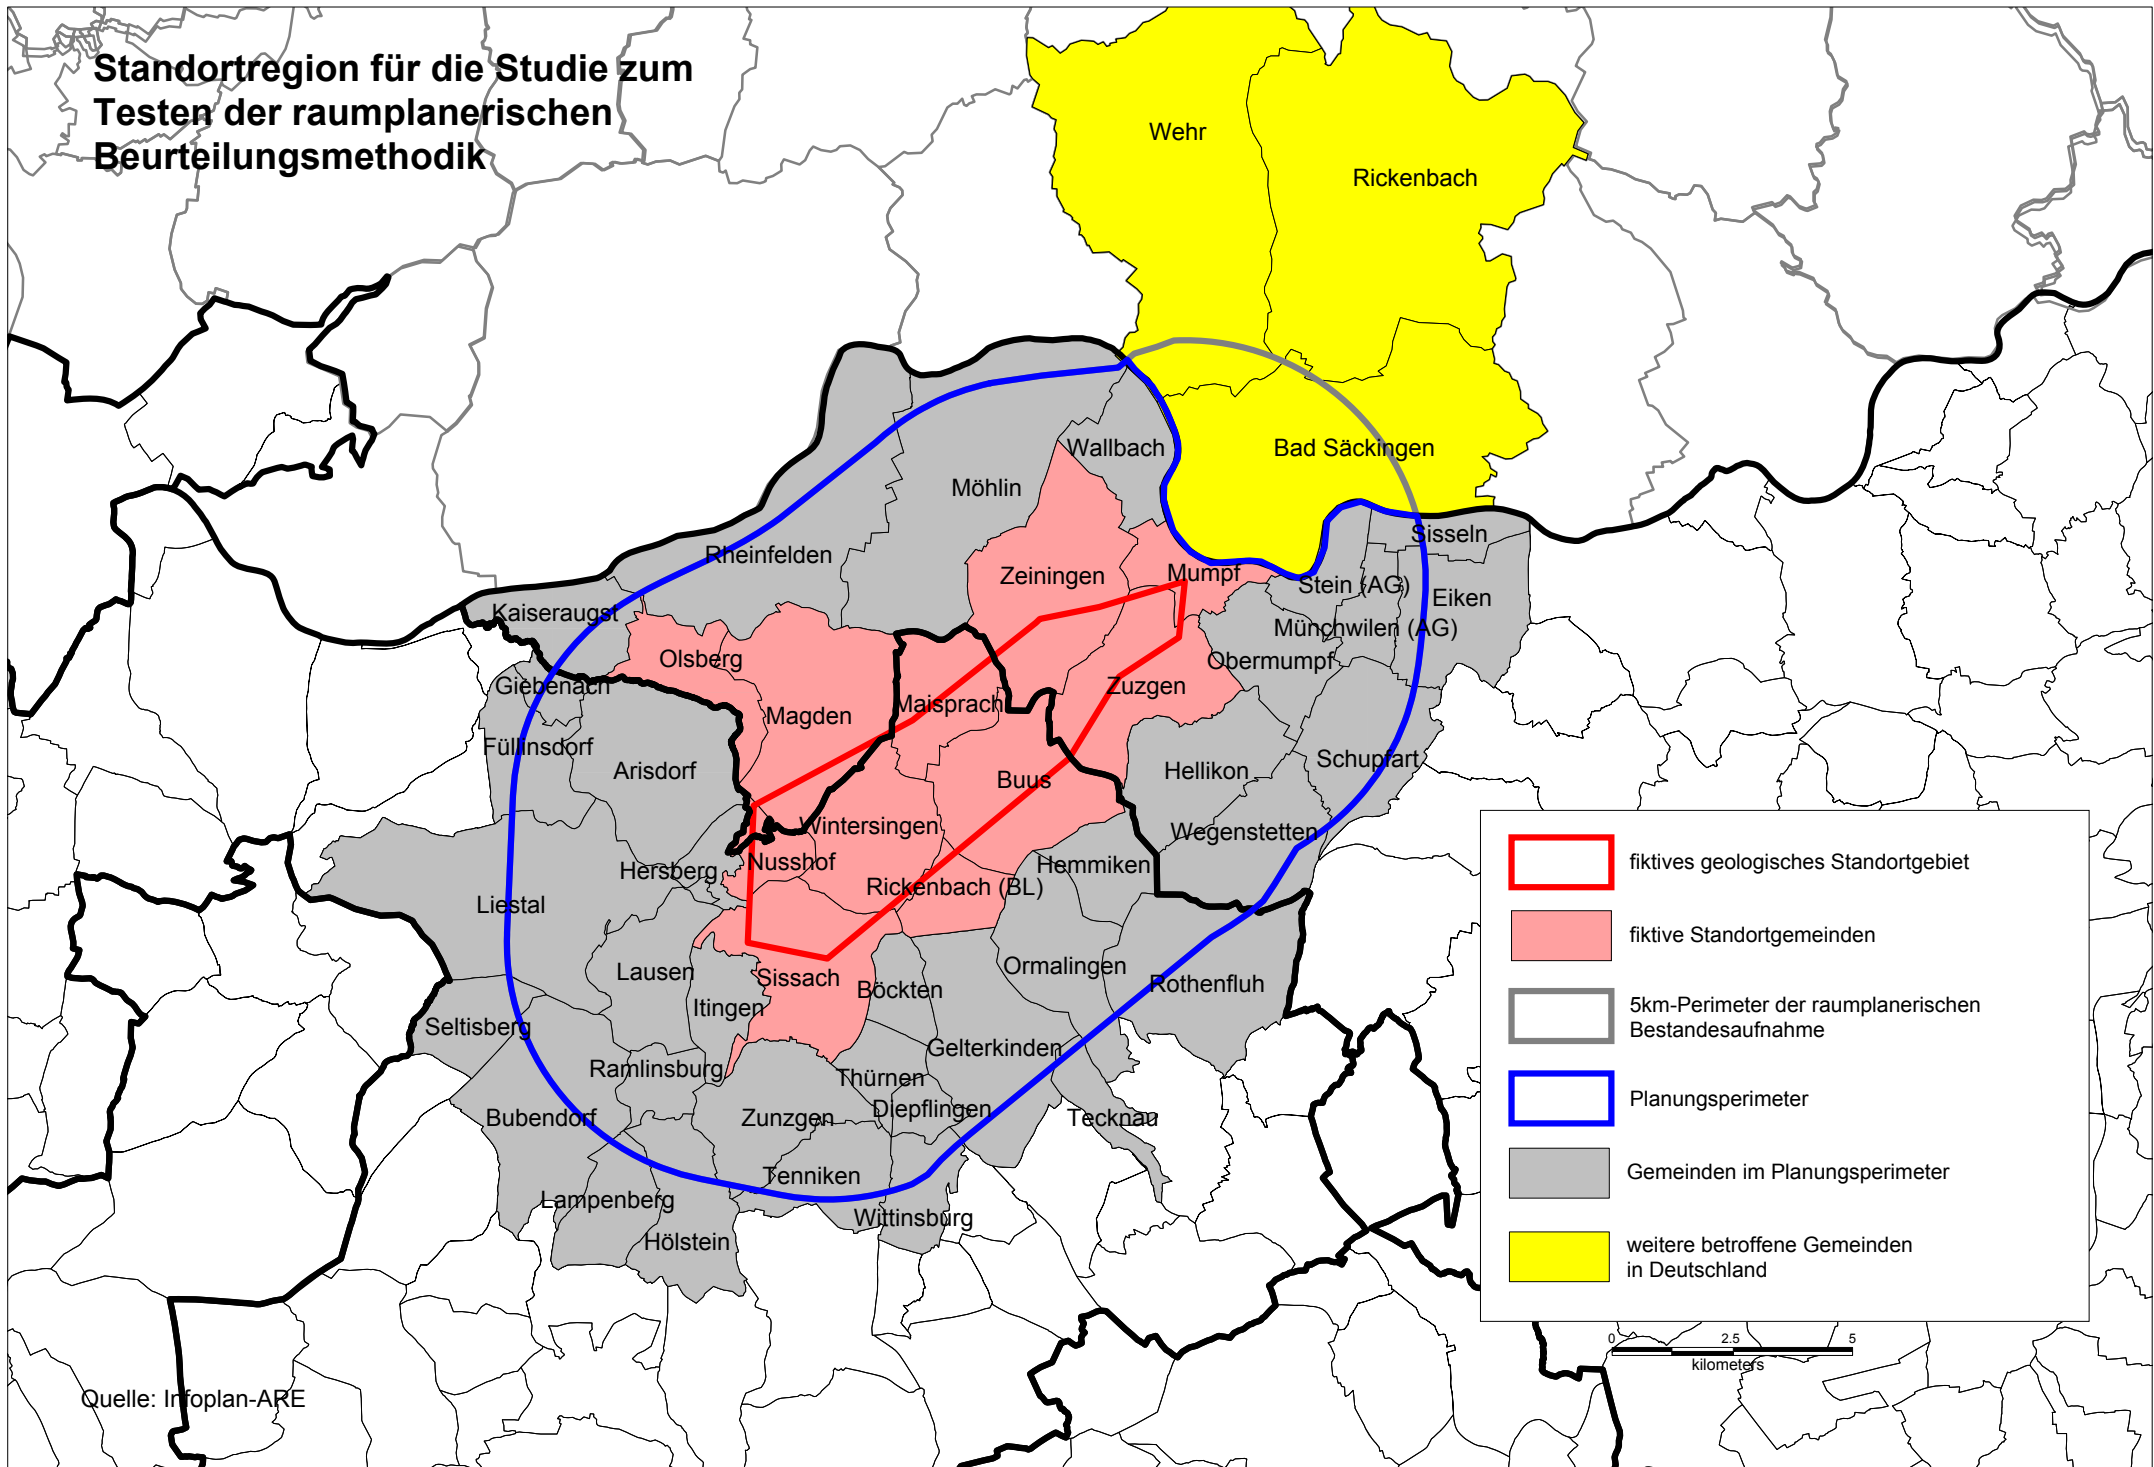 Standortregion für die Studie zum
Testen der raumplanerischen
Beurteilungsmethodik
Wehr
Rickenbach
Bad Säckingen
Wallbach
Möhlin
Sisseln
Rheinfelden
Zeiningen
Mumpf
Stein (AG)
Eiken
Kaiseraugst
Münchwilen (AG)
Olsberg
Obermumpf
Giebenach
Zuzgen
Maisprach
Magden
Füllinsdorf
Arisdorf
Schupfart
Hellikon
Buus
Wintersingen
Wegenstetten
Nusshof
Hemmiken
Hersberg
Rickenbach (BL)
Liestal
Ormalingen
Lausen
Sissach
Rothenfluh
Böckten
Itingen
Seltisberg
Gelterkinden
Ramlinsburg
Thürnen
Diepflingen
Bubendorf
Zunzgen
Tecknau
Tenniken
Lampenberg
Wittinsburg
Hölstein
fiktives geologisches Standortgebiet
fiktive Standortgemeinden
5km-Perimeter der raumplanerischen
Bestandesaufnahme
Planungsperimeter
Gemeinden im Planungsperimeter
weitere betroffene Gemeinden
in Deutschland
0 2.5 5
kilometers
Quelle: Infoplan-ARE